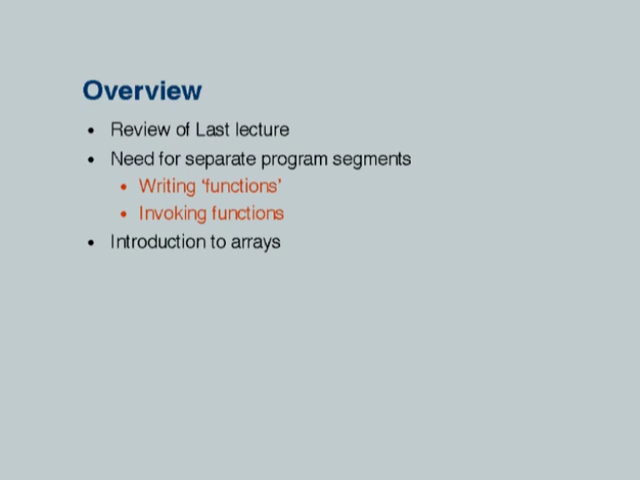 Overview
• Review of Last lecture
• Need for separate program segments
• Writing ‘functions’
• Invoking functions
• Introduction to arrays